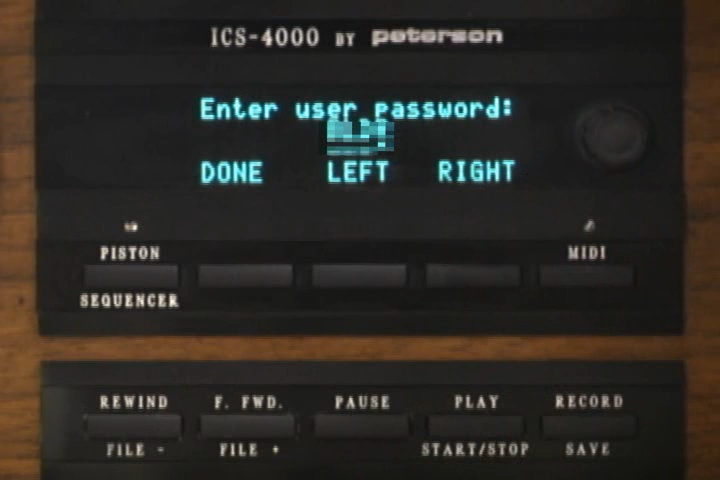 ICS-4000 BY peterson
Enter user password:
DONE LEFT RIGHT
PISTON MIDI
SEQUENCER
REWIND F. FWD. PAUSE PLAY RECORD
FILE - FILE + START/STOP SAVE